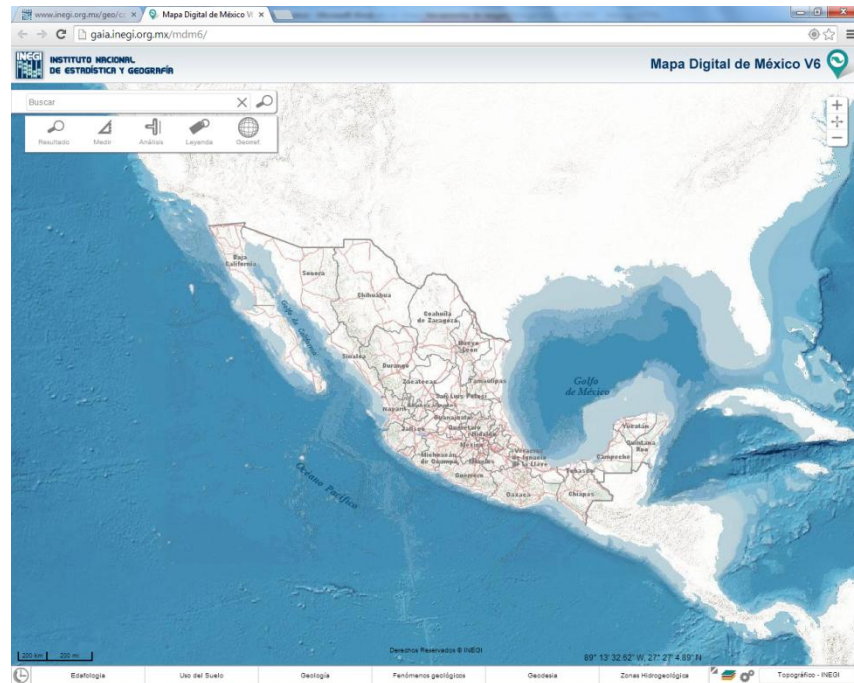 www.inegi.org.mx/geo/c
Mapa Digital de México V
gaia.inegi.org.mx/mdm6/
INEGI
INSTITUTO NACIONAL
DE ESTADÍSTICA Y GEOGRAFÍA
Mapa Digital de México V6
Buscar
Resultado
Medir
Análisis
Leyenda
Georef.
Baja
California
Sonora
Chihuahua
Coahuila
de Zaragoza
Golfo de California
Nuevo
León
Sinaloa
Durango
Tamaulipas
Zacatecas
Golfo
de México
San Luis Potosí
Nayarit
Guanajuato
Jalisco
Querétaro
Hidalgo
México
Yucatán
Quintana
Roo
Campeche
Michoacán
de Ocampo
Morelos
Veracruz
de Ignacio
de la Llave
Tabasco
Guerrero
Oaxaca
Chiapas
Océano Pacífico
200 km
200 mi
Derechos Reservados © INEGI
89° 13' 32.62" W, 27° 27' 4.89" N
Edafología
Uso del Suelo
Geología
Fenómenos geológicos
Geodesia
Zonas Hidrogeológica
Topográfico - INEGI